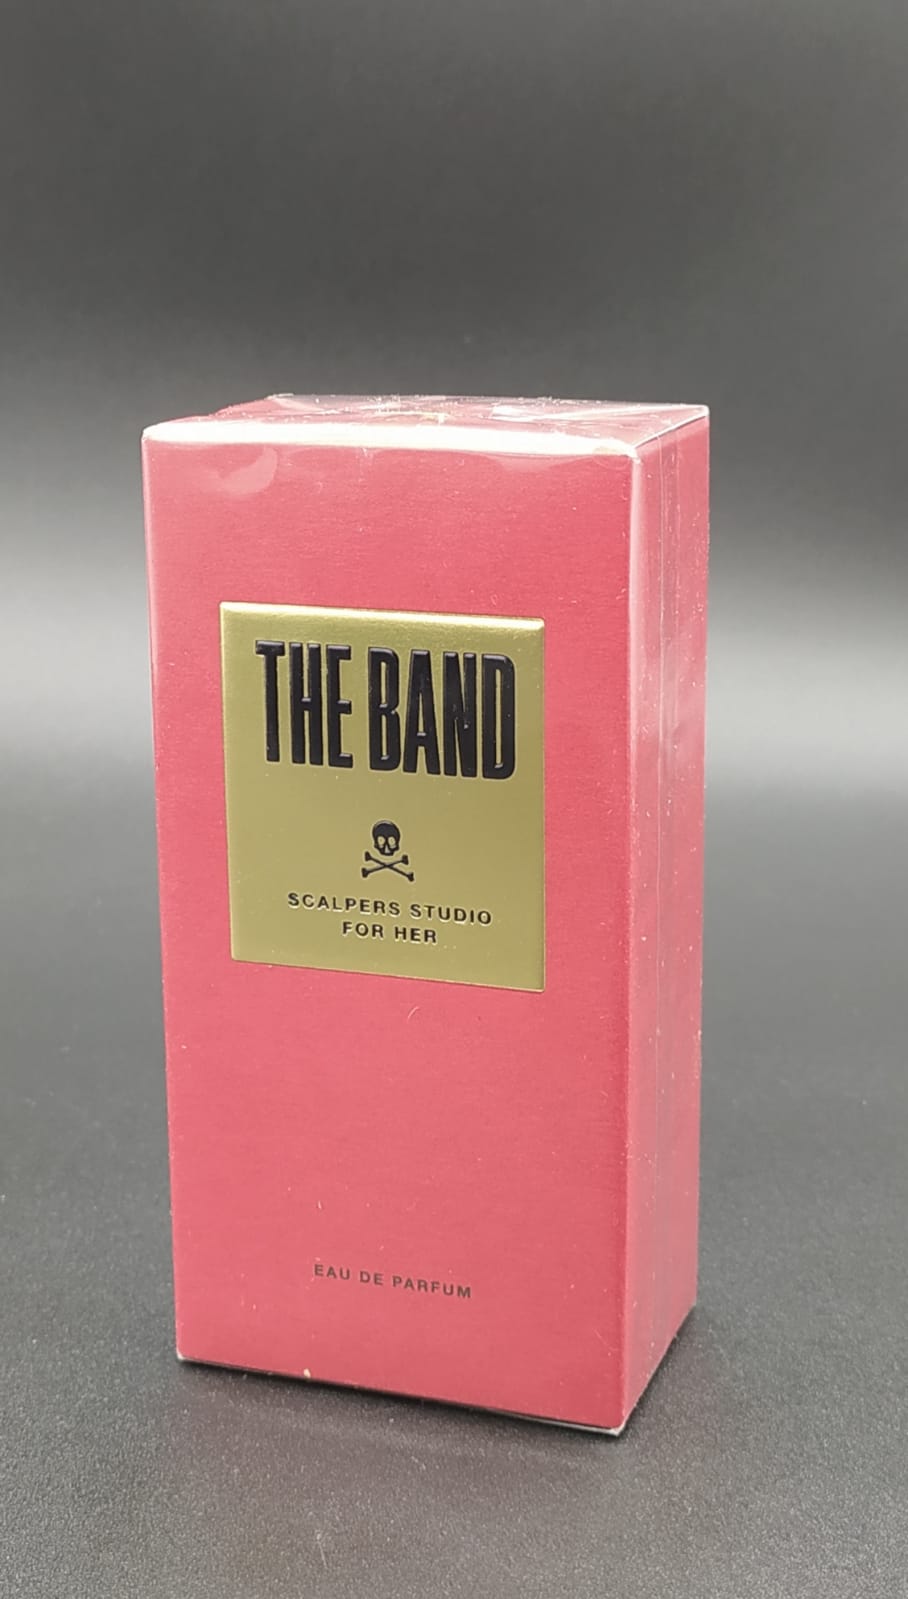 THE BAND
SCALPERS STUDIO
FOR HER
EAU DE PARFUM